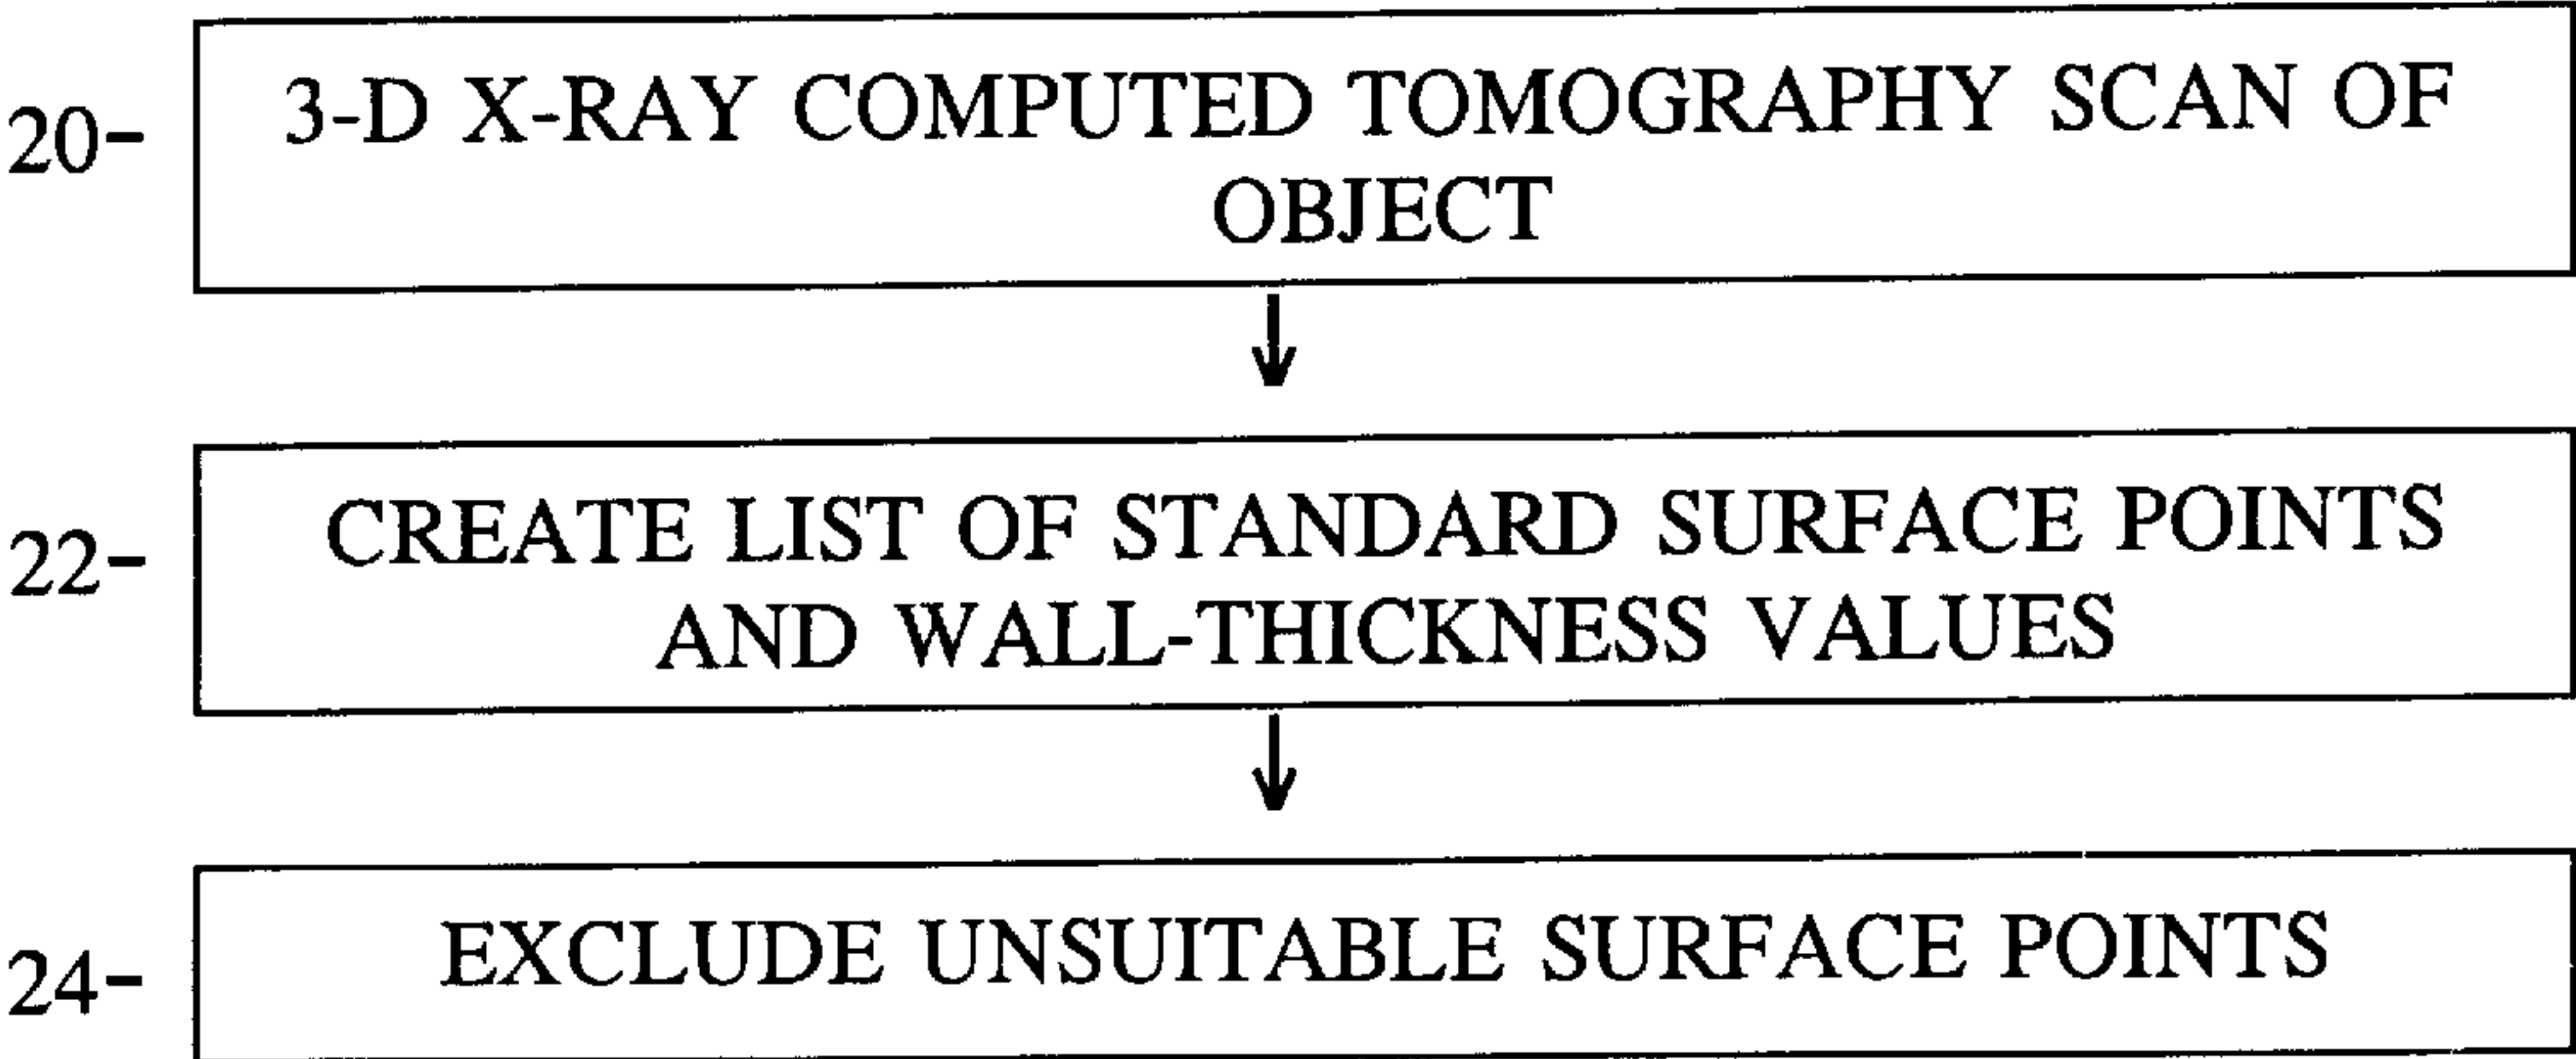 20- 3-D X-RAY COMPUTED TOMOGRAPHY SCAN OF
OBJECT
22- CREATE LIST OF STANDARD SURFACE POINTS
AND WALL-THICKNESS VALUES
24- EXCLUDE UNSUITABLE SURFACE POINTS